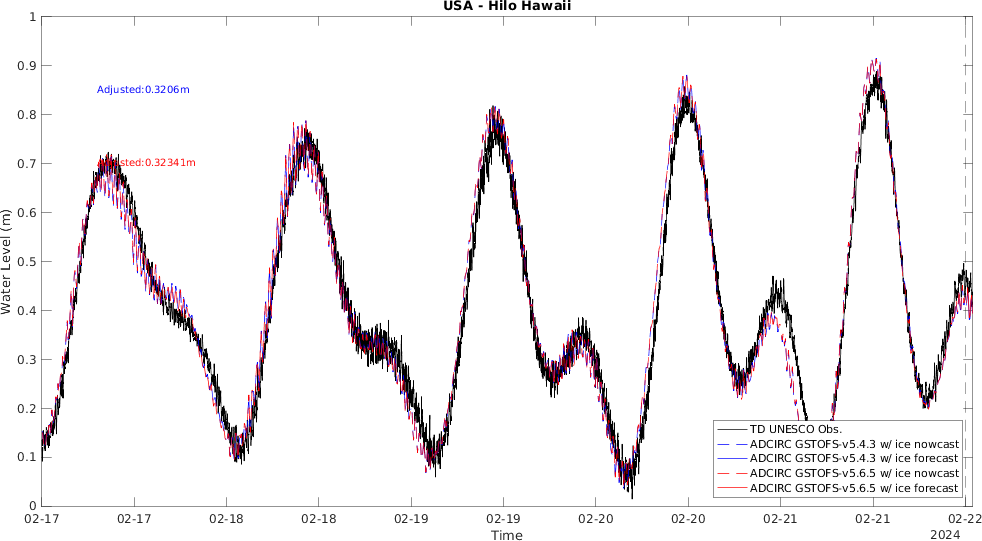 USA - Hilo Hawaii
1
0.9
0.8
0.7
0.6
0.5
0.4
0.3
0.2
0.1
0
Water Level (m)
Adjusted:0.3206m
Adjusted:0.32341m
TD UNESCO Obs.
ADCIRC GSTOFS-v5.4.3 w/ ice nowcast
ADCIRC GSTOFS-v5.4.3 w/ ice forecast
ADCIRC GSTOFS-v5.6.5 w/ ice nowcast
ADCIRC GSTOFS-v5.6.5 w/ ice forecast
02-17 02-17 02-18 02-18 02-19 02-19 02-20 02-20 02-21 02-21 02-22
Time
2024